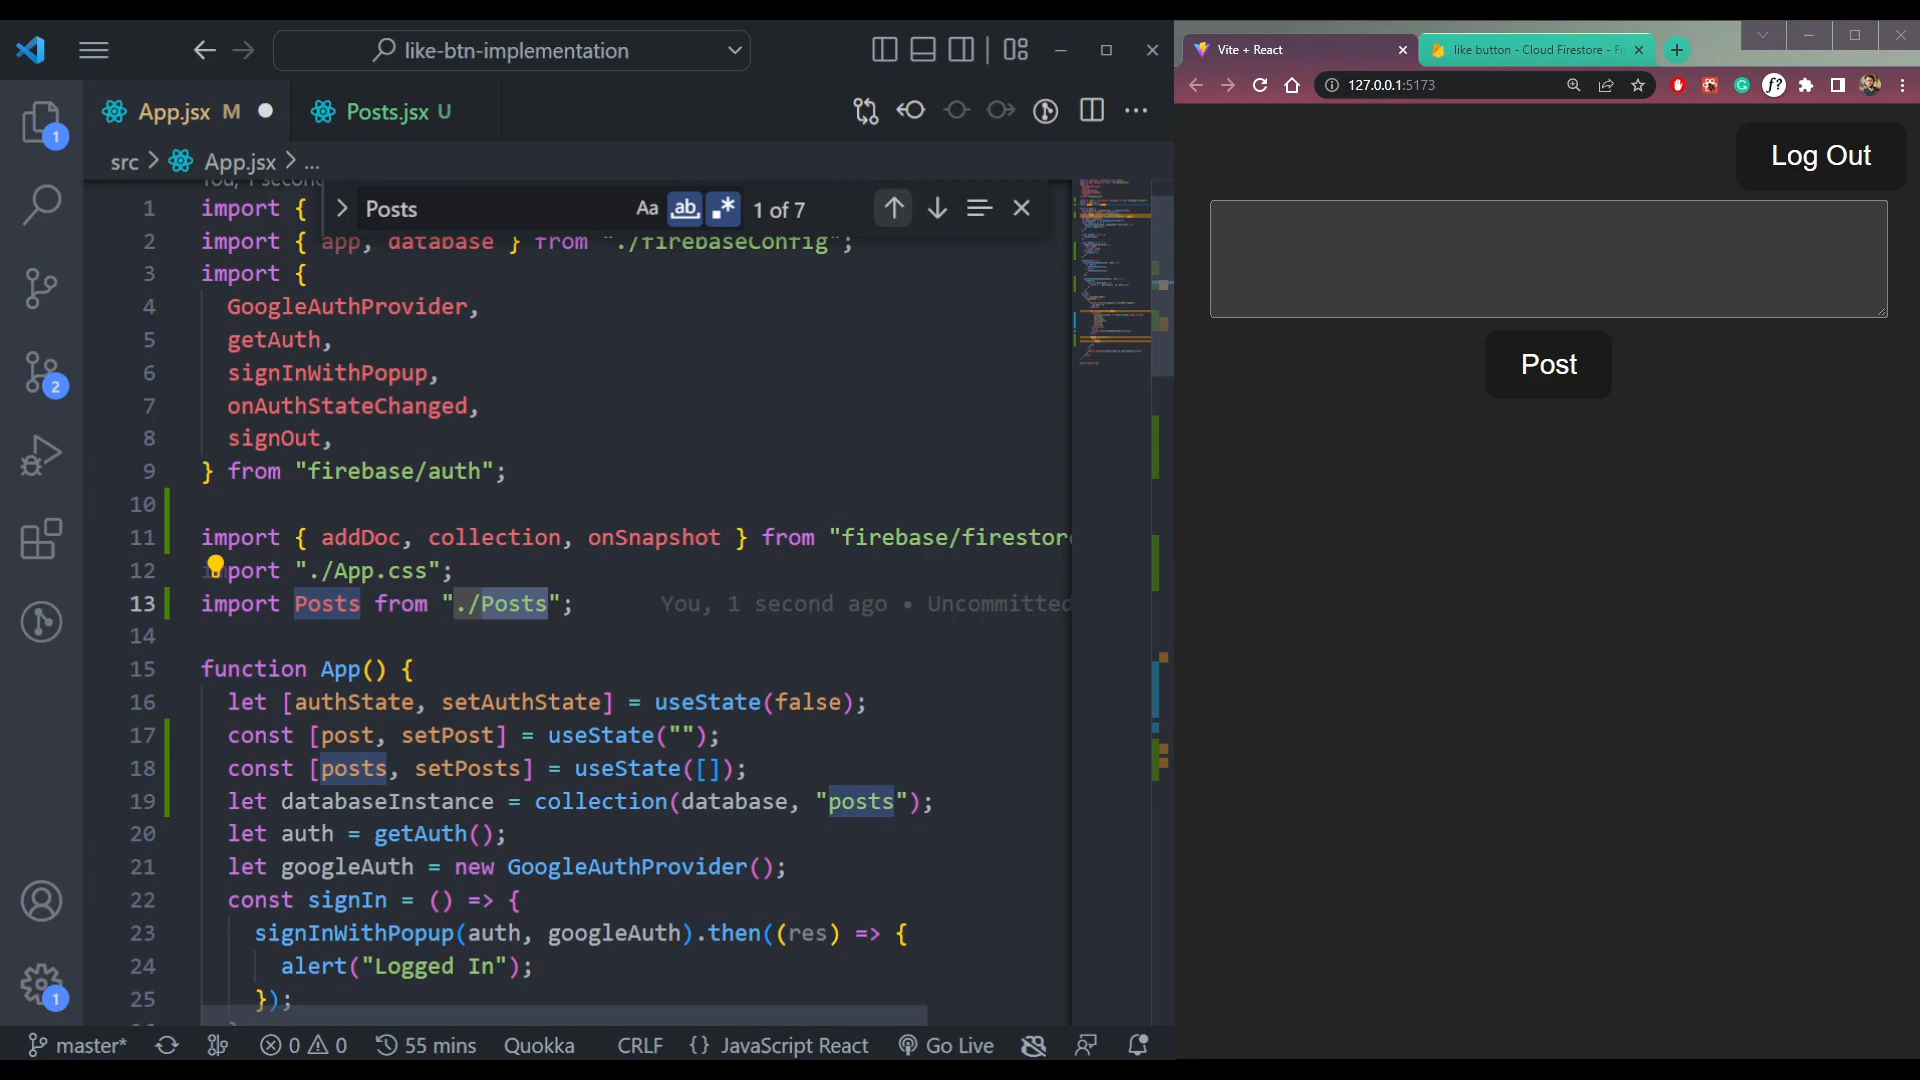 like-btn-implementation
App.jsx M
Posts.jsx U
src > App.jsx > ...
Posts
Aa
ab
1 of 7
1 import {
2 import { app, database } from "./firebaseConfig";
3 import {
4 GoogleAuthProvider,
5 getAuth,
6 signInWithPopup,
7 onAuthStateChanged,
8 signOut,
9 } from "firebase/auth";
10
11 import { addDoc, collection, onSnapshot } from "firebase/firestore
12 import "./App.css";
13 import Posts from "./Posts"; You, 1 second ago • Uncommitted
14
15 function App() {
16 let [authState, setAuthState] = useState(false);
17 const [post, setPost] = useState("");
18 const [posts, setPosts] = useState([]);
19 let databaseInstance = collection(database, "posts");
20 let auth = getAuth();
21 let googleAuth = new GoogleAuthProvider();
22 const signIn = () => {
23 signInWithPopup(auth, googleAuth).then((res) => {
24 alert("Logged In");
25 });
1
2
1
master*
0
0
55 mins
Quokka
CRLF
{ } JavaScript React
Go Live
Vite + React
like button - Cloud Firestore - Fi
127.0.0.1:5173
f?
Log Out
Post